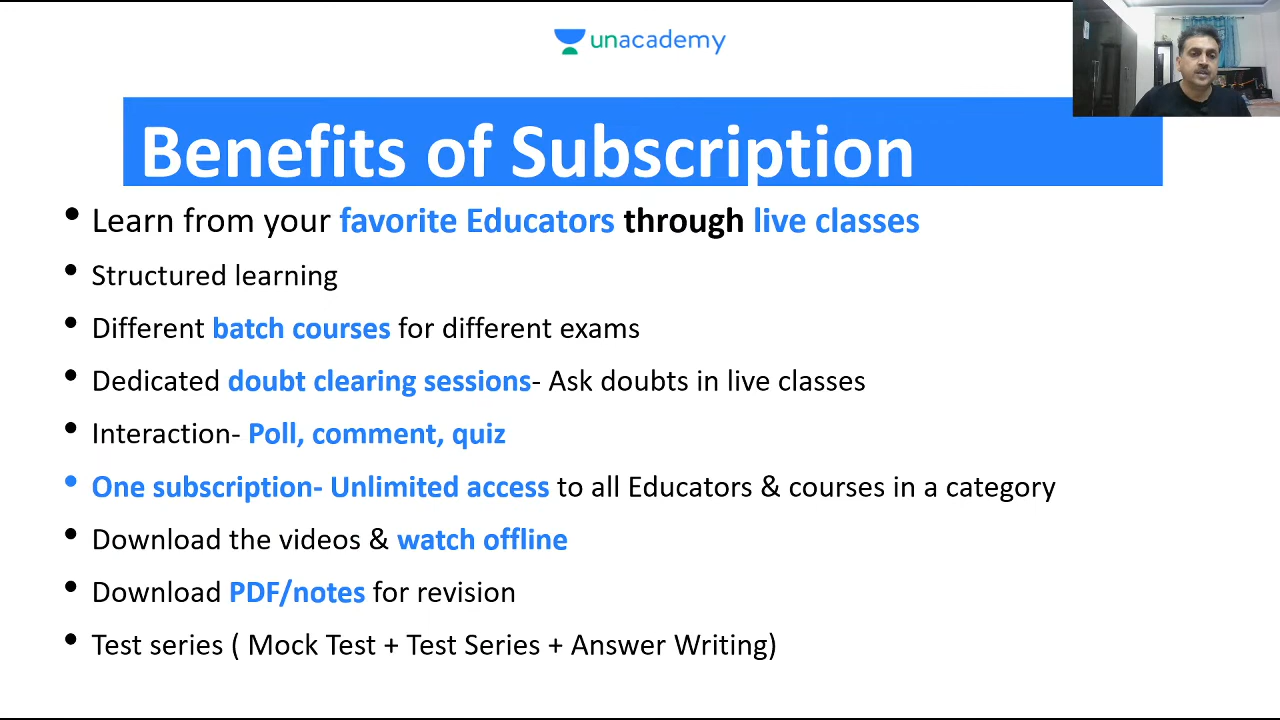 unacademy
Benefits of Subscription
• Learn from your favorite Educators through live classes
• Structured learning
• Different batch courses for different exams
• Dedicated doubt clearing sessions- Ask doubts in live classes
• Interaction- Poll, comment, quiz
• One subscription- Unlimited access to all Educators & courses in a category
• Download the videos & watch offline
• Download PDF/notes for revision
• Test series ( Mock Test + Test Series + Answer Writing)